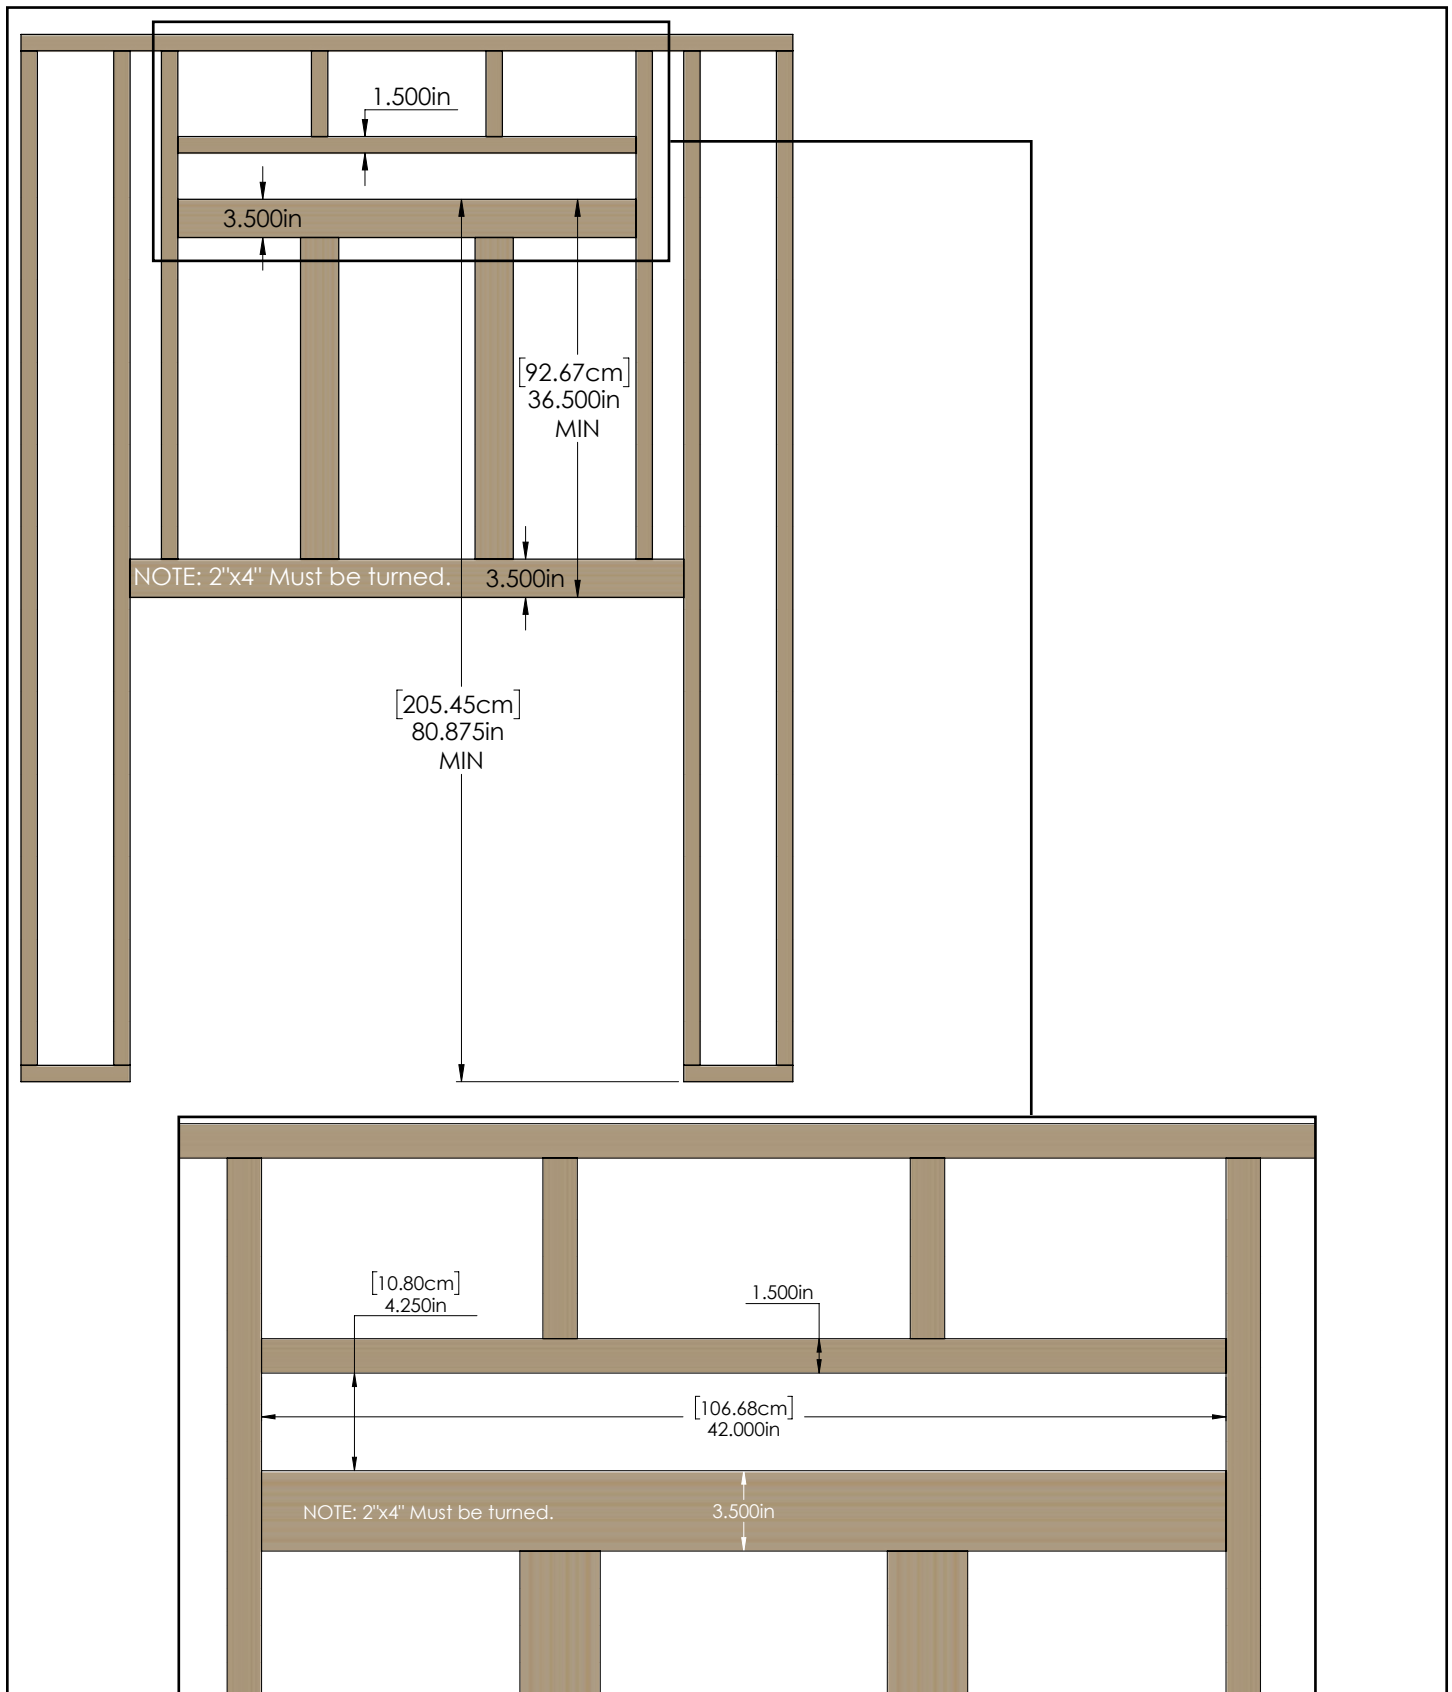 1.500in
3.500in
[92.67cm]
36.500in
MIN
NOTE: 2"x4" Must be turned.
3.500in
[205.45cm]
80.875in
MIN
[10.80cm]
4.250in
1.500in
[106.68cm]
42.000in
NOTE: 2"x4" Must be turned.
3.500in